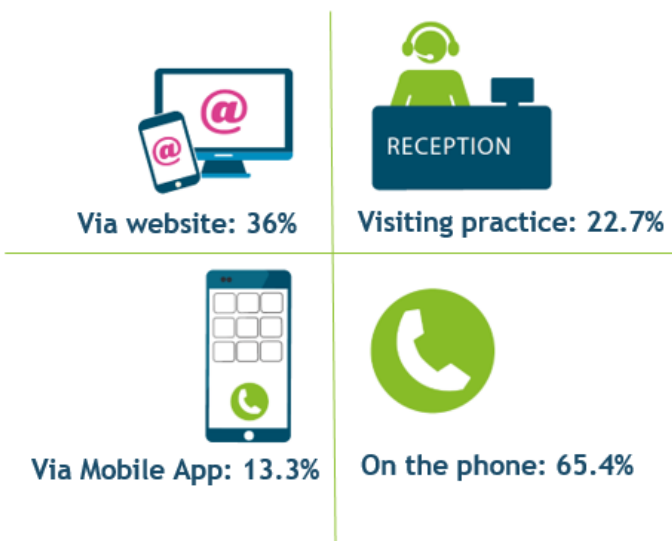 @
@
RECEPTION
Via website: 36%
Visiting practice: 22.7%
Via Mobile App: 13.3%
On the phone: 65.4%